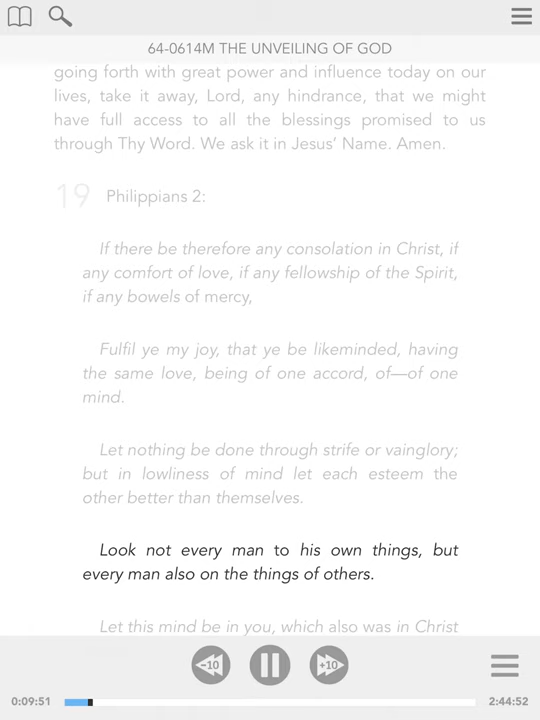 64-0614M THE UNVEILING OF GOD
going forth with great power and influence today on our
lives, take it away, Lord, any hindrance, that we might
have full access to all the blessings promised to us
through Thy Word. We ask it in Jesus’ Name. Amen.
19 Philippians 2:
If there be therefore any consolation in Christ, if
any comfort of love, if any fellowship of the Spirit,
if any bowels of mercy,
Fulfil ye my joy, that ye be likeminded, having
the same love, being of one accord, of—of one
mind.
Let nothing be done through strife or vainglory;
but in lowliness of mind let each esteem the
other better than themselves.
Look not every man to his own things, but
every man also on the things of others.
Let this mind be in you, which also was in Christ
-10 +10
0:09:51 2:44:52